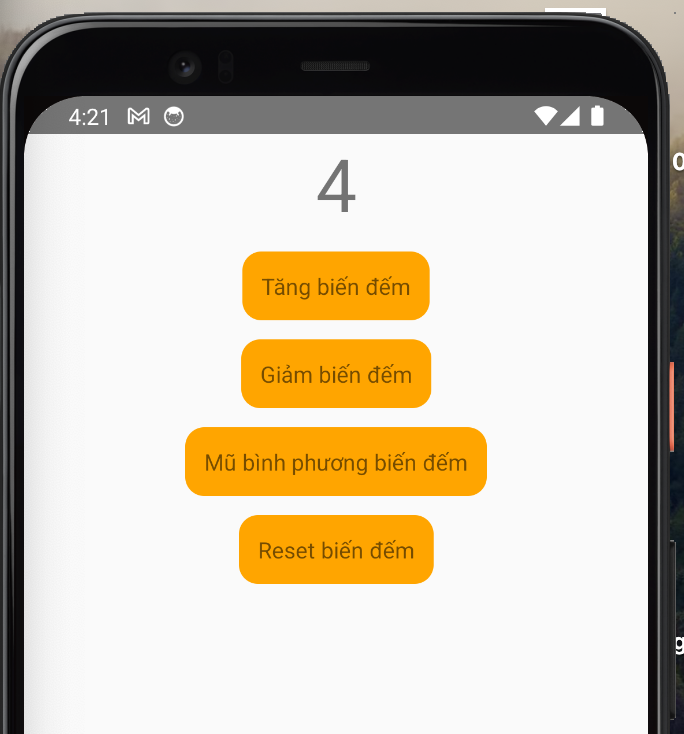 4:21
4
Tăng biến đếm
Giảm biến đếm
Mũ bình phương biến đếm
Reset biến đếm